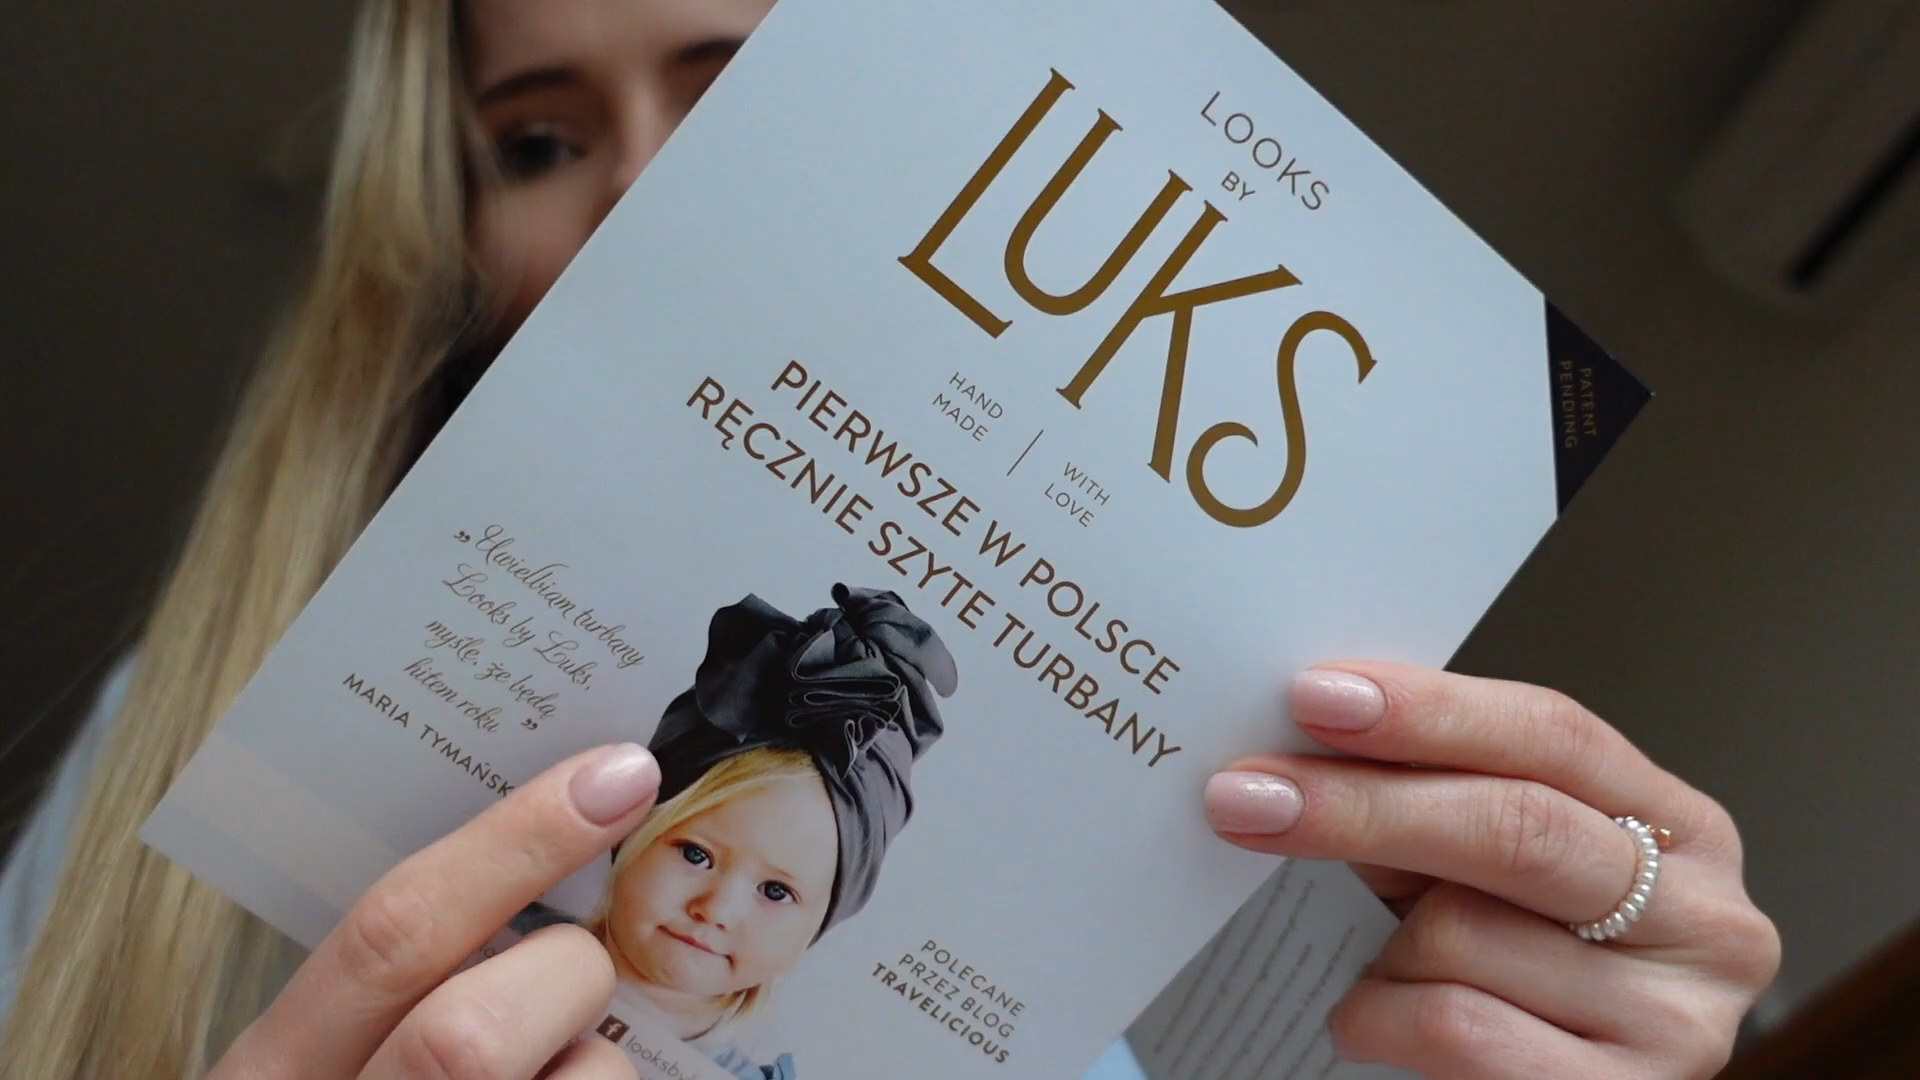 LOOKS
BY
LUKS
HAND
MADE
WITH
LOVE
PATENT
PENDING
PIERWSZE W POLSCE
RĘCZNIE SZYTE TURBANY
„Uwielbiam turbany
Looks by Luks,
myślę, że będą
hitem roku”
MARIA TYMAŃSK
POLECANE
PRZEZ BLOG
TRAVELICIOUS